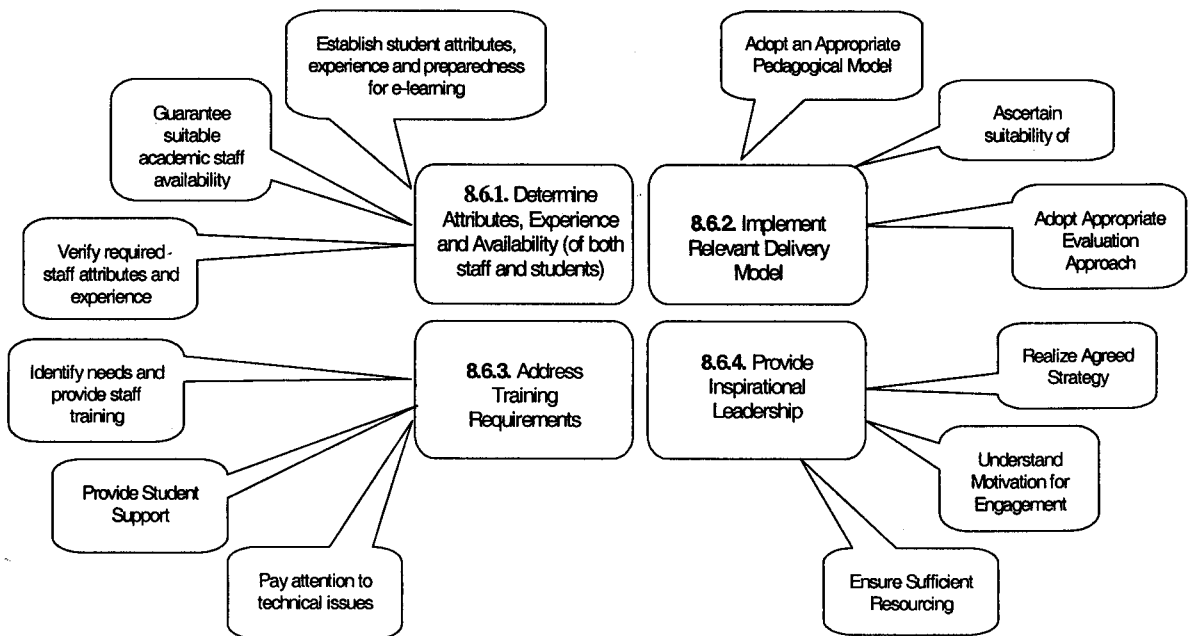 Establish student attributes,
experience and preparedness
for e-learning
Adopt an Appropriate
Pedagogical Model
Guarantee
suitable
academic staff
availability
Ascertain
suitability of
8.6.1. Determine
Attributes, Experience
and Availability (of both
staff and students)
8.6.2. Implement
Relevant Delivery
Model
Verify required-
staff attributes and
experience
Adopt Appropriate
Evaluation
Approach
Identify needs and
provide staff
training
8.6.3. Address
Training
Requirements
8.6.4. Provide
Inspirational
Leadership
Realize Agreed
Strategy
Provide Student
Support
Understand
Motivation for
Engagement
Pay attention to
technical issues
Ensure Sufficient
Resourcing